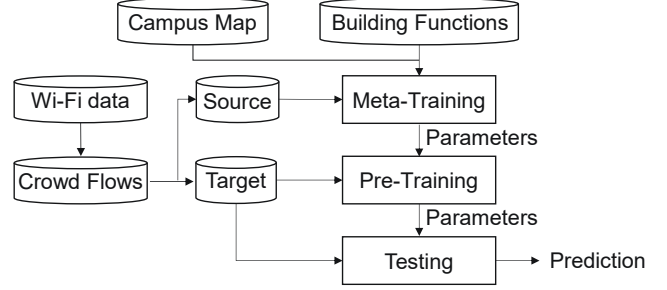 Campus Map
Building Functions
Wi-Fi data
Source
Meta-Training
Parameters
Crowd Flows
Target
Pre-Training
Parameters
Testing
Prediction